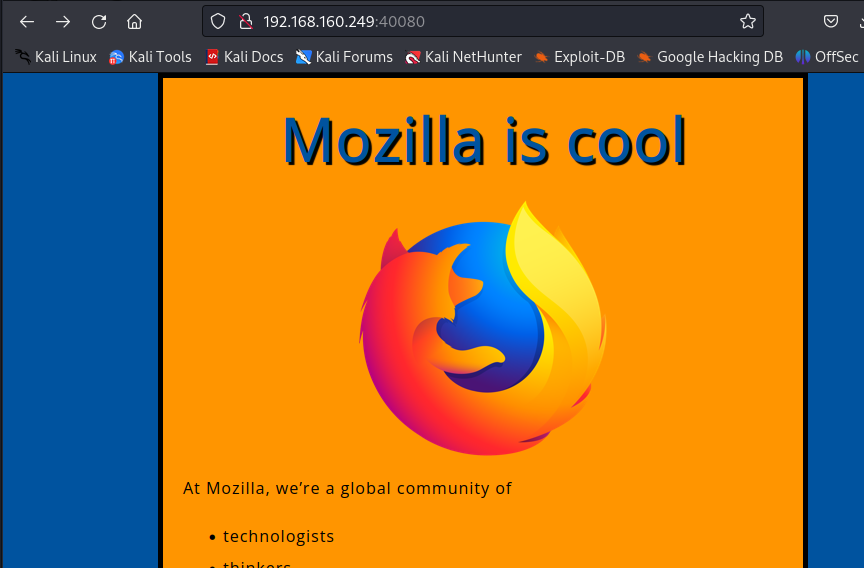 192.168.160.249:40080
Kali Linux Kali Tools Kali Docs Kali Forums Kali NetHunter Exploit-DB Google Hacking DB OffSec
Mozilla is cool
At Mozilla, we’re a global community of
• technologists
• thinkers